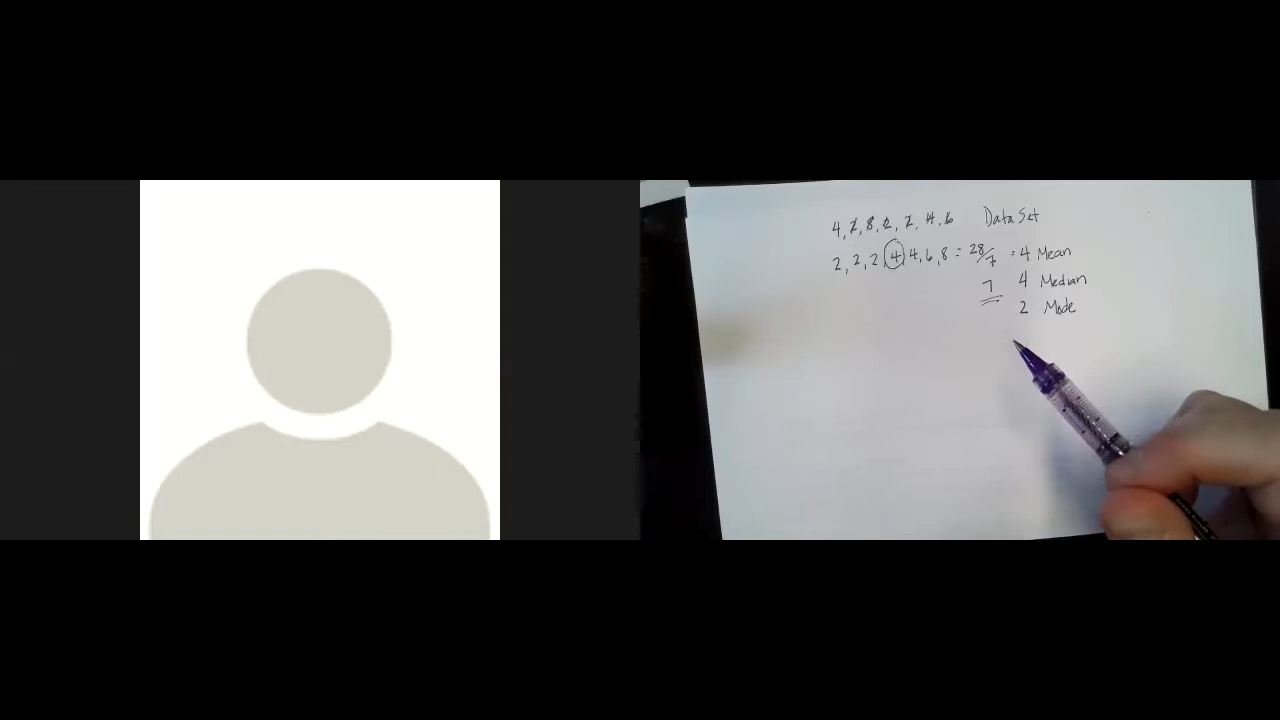 4, 2, 8, 2, 2, 4, 6 Data Set
2, 2, 2, 4, 4, 6, 8 = 28/7 = 4 Mean
7 4 Median
2 Mode